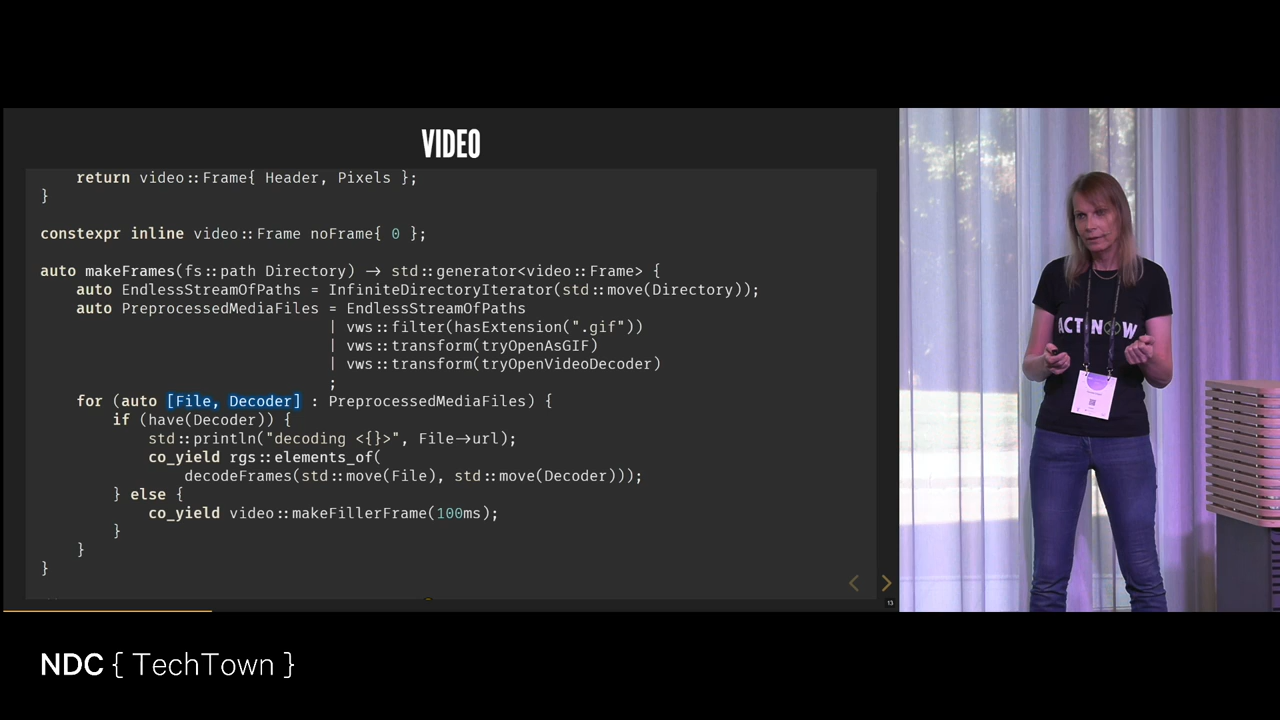 VIDEO
return video::Frame{ Header, Pixels };
}
constexpr inline video::Frame noFrame{ 0 };
auto makeFrames(fs::path Directory) -> std::generator<video::Frame> {
auto EndlessStreamOfPaths = InfiniteDirectoryIterator(std::move(Directory));
auto PreprocessedMediaFiles = EndlessStreamOfPaths
| vws::filter(hasExtension(".gif"))
| vws::transform(tryOpenAsGIF)
| vws::transform(tryOpenVideoDecoder)
;
for (auto [File, Decoder] : PreprocessedMediaFiles) {
if (have(Decoder)) {
std::println("decoding <{}>", File->url);
co_yield rgs::elements_of(
decodeFrames(std::move(File), std::move(Decoder)));
} else {
co_yield video::makeFillerFrame(100ms);
}
}
}
13
ACT NOW
NDC { TechTown }